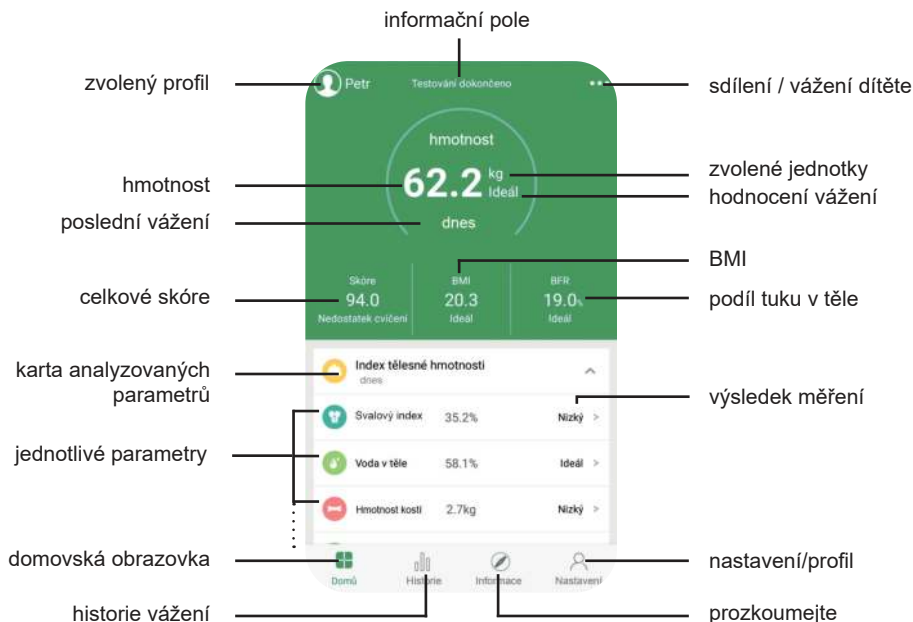 informační pole
zvolený profil
Petr
Testování dokončeno
sdílení / vážení dítěte
hmotnost
hmotnost
62.2 kg
Ideál
zvolené jednotky
hodnocení vážení
poslední vážení
dnes
BMI
celkové skóre
Skóre
94.0
Nedostatek cvičení
BMI
20.3
Ideál
BFR
19.0%
Ideál
podíl tuku v těle
karta analyzovaných
parametrů
Index tělesné hmotnosti
dnes
výsledek měření
Svalový index 35.2% Nízký >
jednotlivé parametry
Voda v těle 58.1% Ideál >
Hmotnost kosti 2.7kg Nízký >
domovská obrazovka
Domů
Historie
Informace
Nastavení
nastavení/profil
historie vážení
prozkoumejte